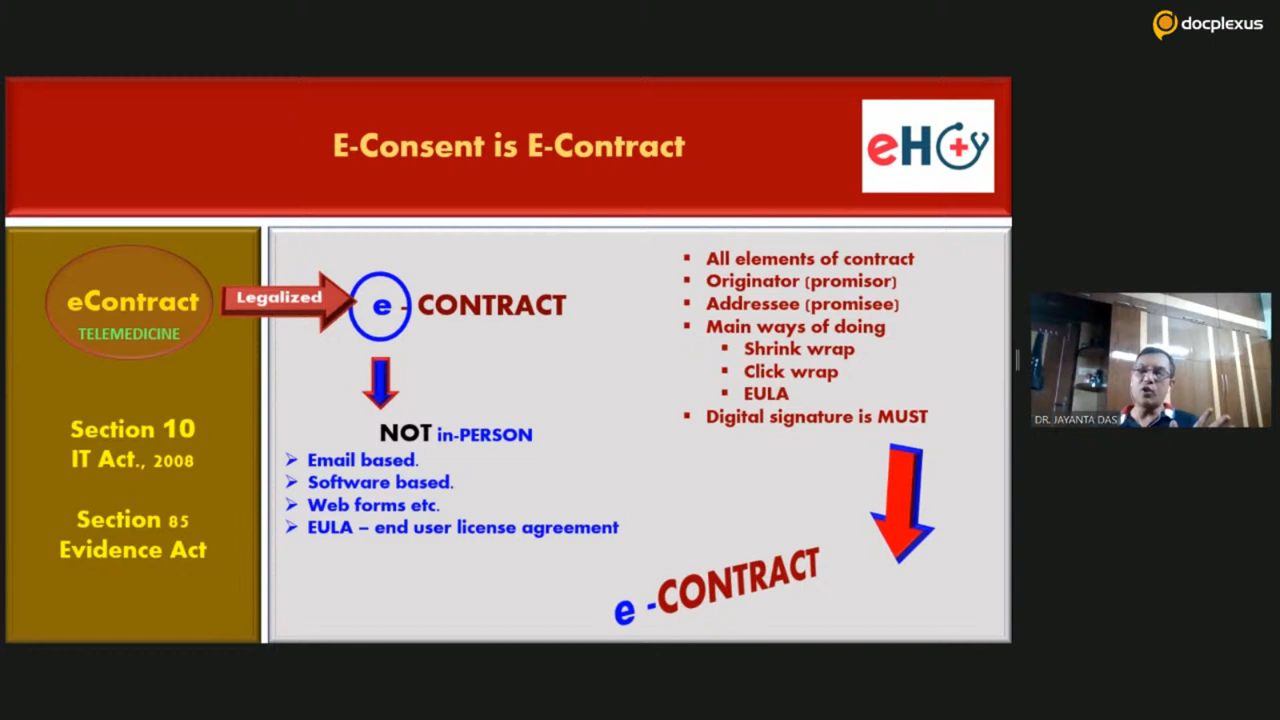 docplexus
E-Consent is E-Contract
eH
eContract
TELEMEDICINE
Legalized
e - CONTRACT
Section 10
IT Act., 2008
Section 85
Evidence Act
NOT in-PERSON
➢ Email based.
➢ Software based.
➢ Web forms etc.
➢ EULA – end user license agreement
▪ All elements of contract
▪ Originator (promisor)
▪ Addressee (promisee)
▪ Main ways of doing
▪ Shrink wrap
▪ Click wrap
▪ EULA
▪ Digital signature is MUST
e -CONTRACT
DR. JAYANTA DAS